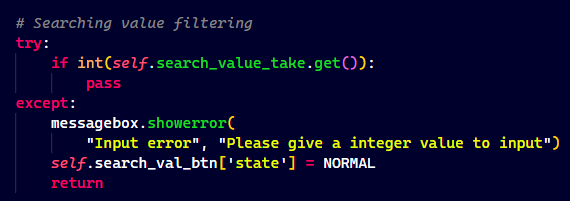 # Searching value filtering
try:
    if int(self.search_value_take.get()):
        pass
except:
    messagebox.showerror(
        "Input error", "Please give a integer value to input")
    self.search_val_btn['state'] = NORMAL
    return